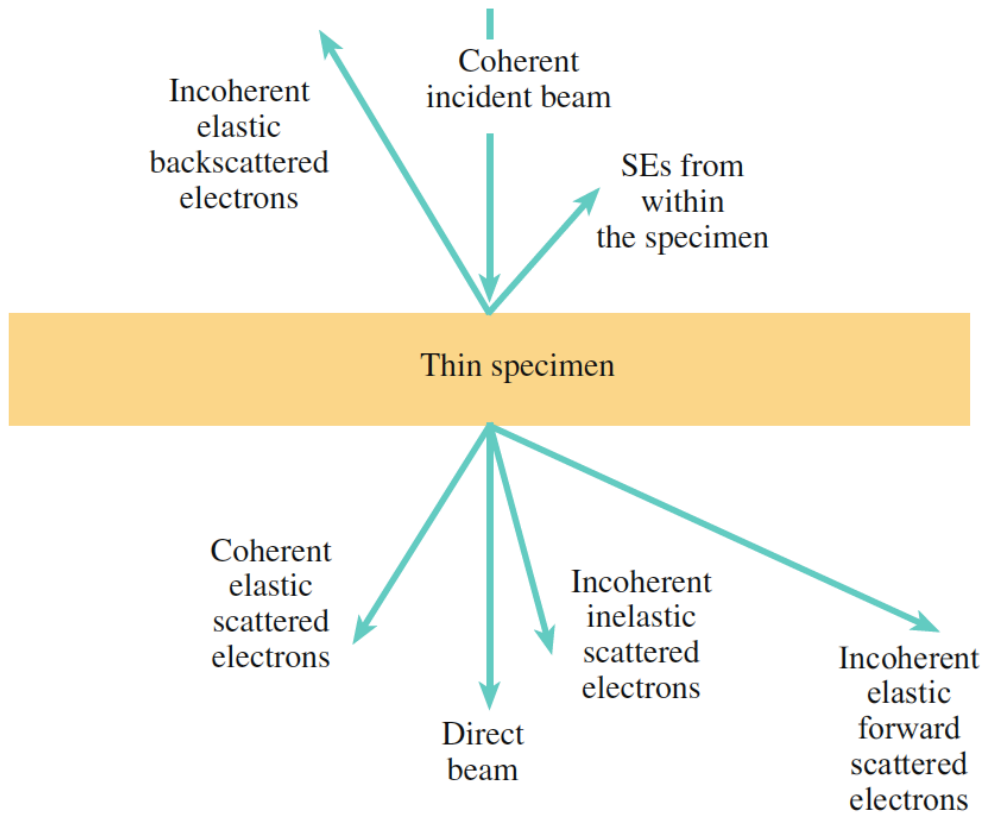 Coherent
incident beam
Incoherent
elastic
backscattered
electrons
SEs from
within
the specimen
Thin specimen
Coherent
elastic
scattered
electrons
Direct
beam
Incoherent
inelastic
scattered
electrons
Incoherent
elastic
forward
scattered
electrons